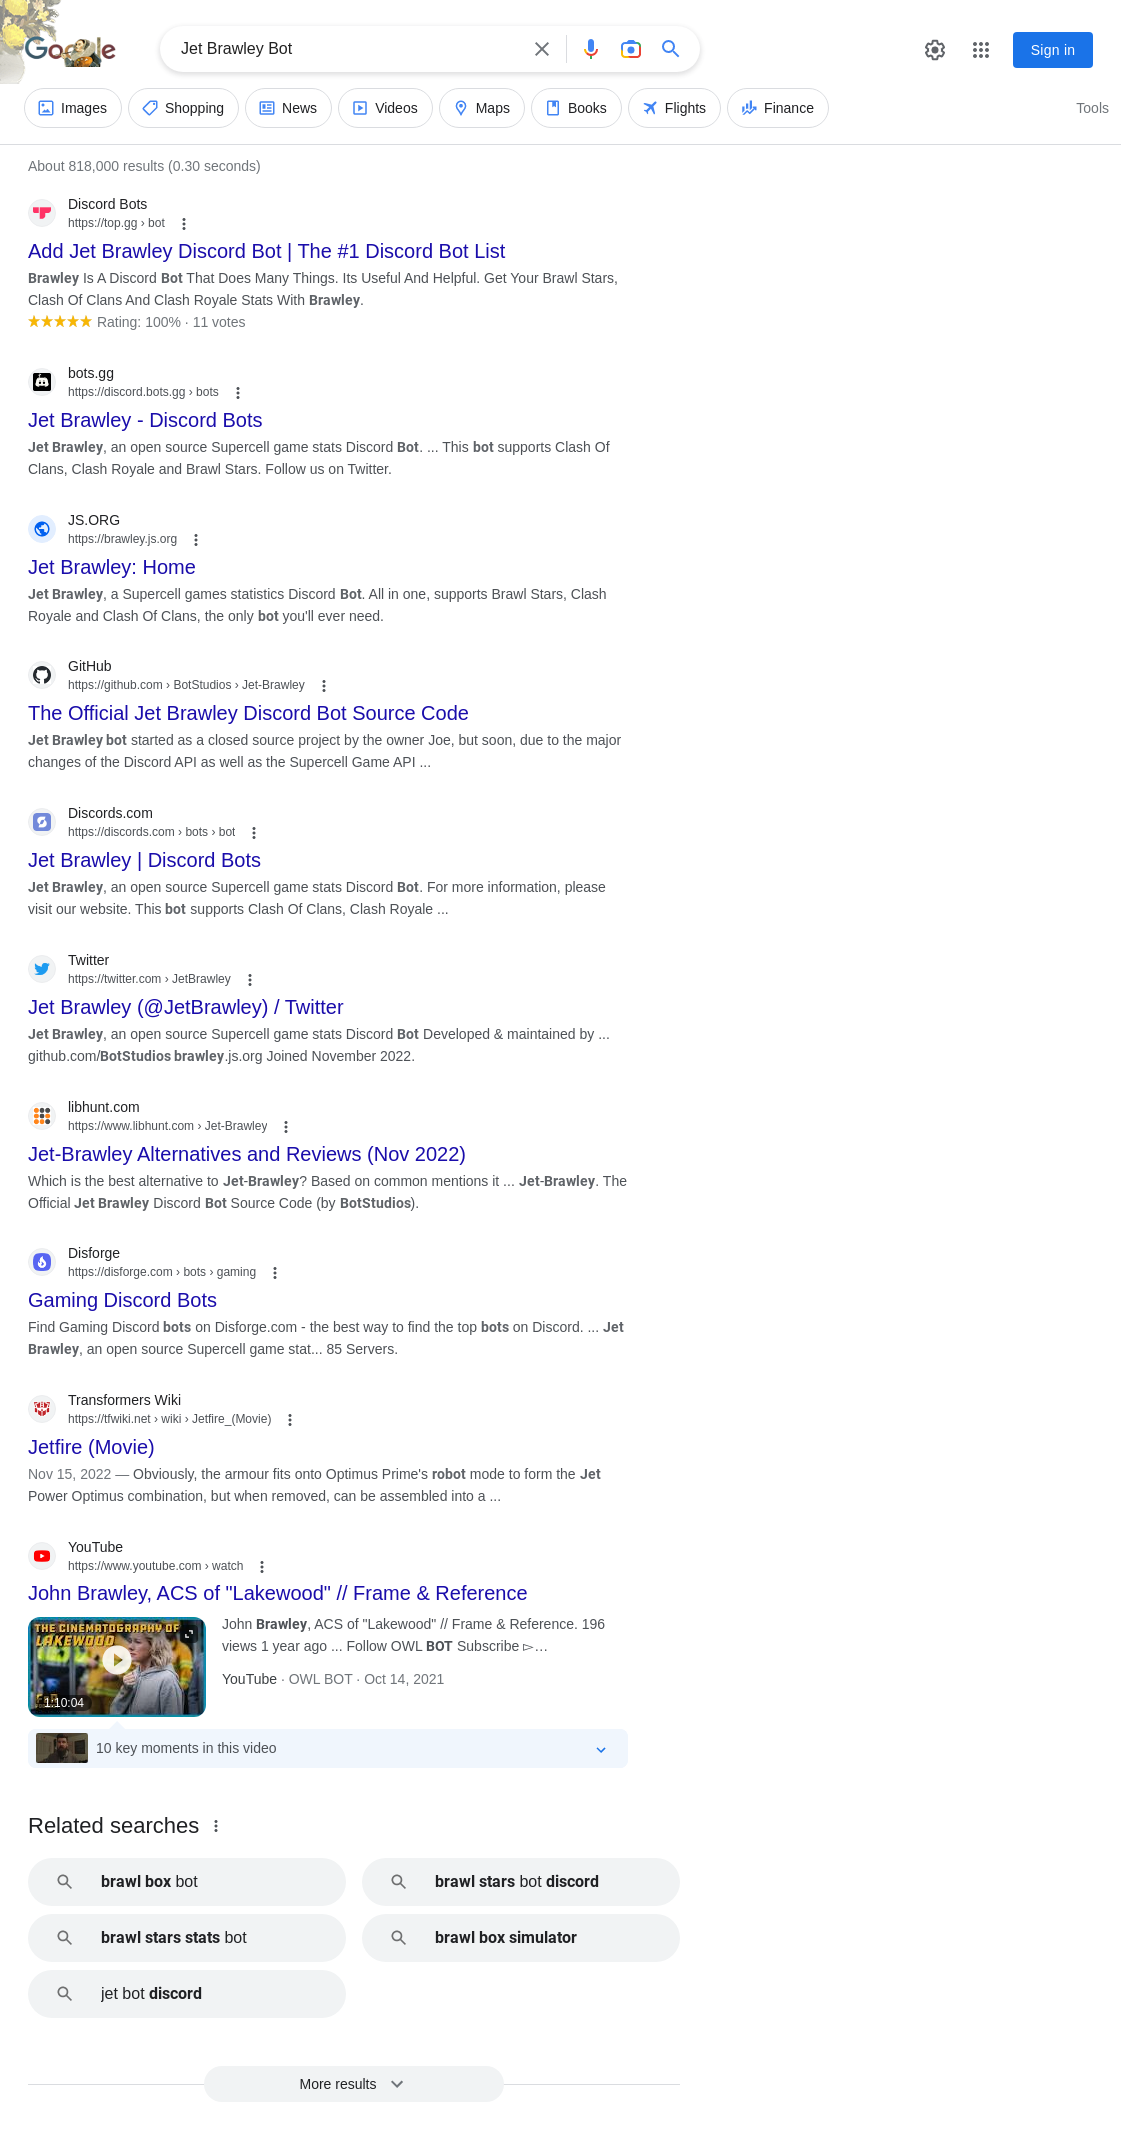 Google
Jet Brawley Bot
Sign in
Images
Shopping
News
Videos
Maps
Books
Flights
Finance
Tools
About 818,000 results (0.30 seconds)
Discord Bots
https://top.gg › bot
Add Jet Brawley Discord Bot | The #1 Discord Bot List
Brawley Is A Discord Bot That Does Many Things. Its Useful And Helpful. Get Your Brawl Stars,
Clash Of Clans And Clash Royale Stats With Brawley.
Rating: 100% · 11 votes
bots.gg
https://discord.bots.gg › bots
Jet Brawley - Discord Bots
Jet Brawley, an open source Supercell game stats Discord Bot. ... This bot supports Clash Of
Clans, Clash Royale and Brawl Stars. Follow us on Twitter.
JS.ORG
https://brawley.js.org
Jet Brawley: Home
Jet Brawley, a Supercell games statistics Discord Bot. All in one, supports Brawl Stars, Clash
Royale and Clash Of Clans, the only bot you'll ever need.
GitHub
https://github.com › BotStudios › Jet-Brawley
The Official Jet Brawley Discord Bot Source Code
Jet Brawley bot started as a closed source project by the owner Joe, but soon, due to the major
changes of the Discord API as well as the Supercell Game API ...
Discords.com
https://discords.com › bots › bot
Jet Brawley | Discord Bots
Jet Brawley, an open source Supercell game stats Discord Bot. For more information, please
visit our website. This bot supports Clash Of Clans, Clash Royale ...
Twitter
https://twitter.com › JetBrawley
Jet Brawley (@JetBrawley) / Twitter
Jet Brawley, an open source Supercell game stats Discord Bot Developed & maintained by ...
github.com/BotStudios brawley.js.org Joined November 2022.
libhunt.com
https://www.libhunt.com › Jet-Brawley
Jet-Brawley Alternatives and Reviews (Nov 2022)
Which is the best alternative to Jet-Brawley? Based on common mentions it ... Jet-Brawley. The
Official Jet Brawley Discord Bot Source Code (by BotStudios).
Disforge
https://disforge.com › bots › gaming
Gaming Discord Bots
Find Gaming Discord bots on Disforge.com - the best way to find the top bots on Discord. ... Jet
Brawley, an open source Supercell game stat... 85 Servers.
Transformers Wiki
https://tfwiki.net › wiki › Jetfire_(Movie)
Jetfire (Movie)
Nov 15, 2022 — Obviously, the armour fits onto Optimus Prime's robot mode to form the Jet
Power Optimus combination, but when removed, can be assembled into a ...
YouTube
https://www.youtube.com › watch
John Brawley, ACS of "Lakewood" // Frame & Reference
THE CINEMATOGRAPHY OF
LAKEWOOD
1:10:04
John Brawley, ACS of "Lakewood" // Frame & Reference. 196
views 1 year ago ... Follow OWL BOT Subscribe ▻…
YouTube · OWL BOT · Oct 14, 2021
10 key moments in this video
Related searches
brawl box bot
brawl stars bot discord
brawl stars stats bot
brawl box simulator
jet bot discord
More results